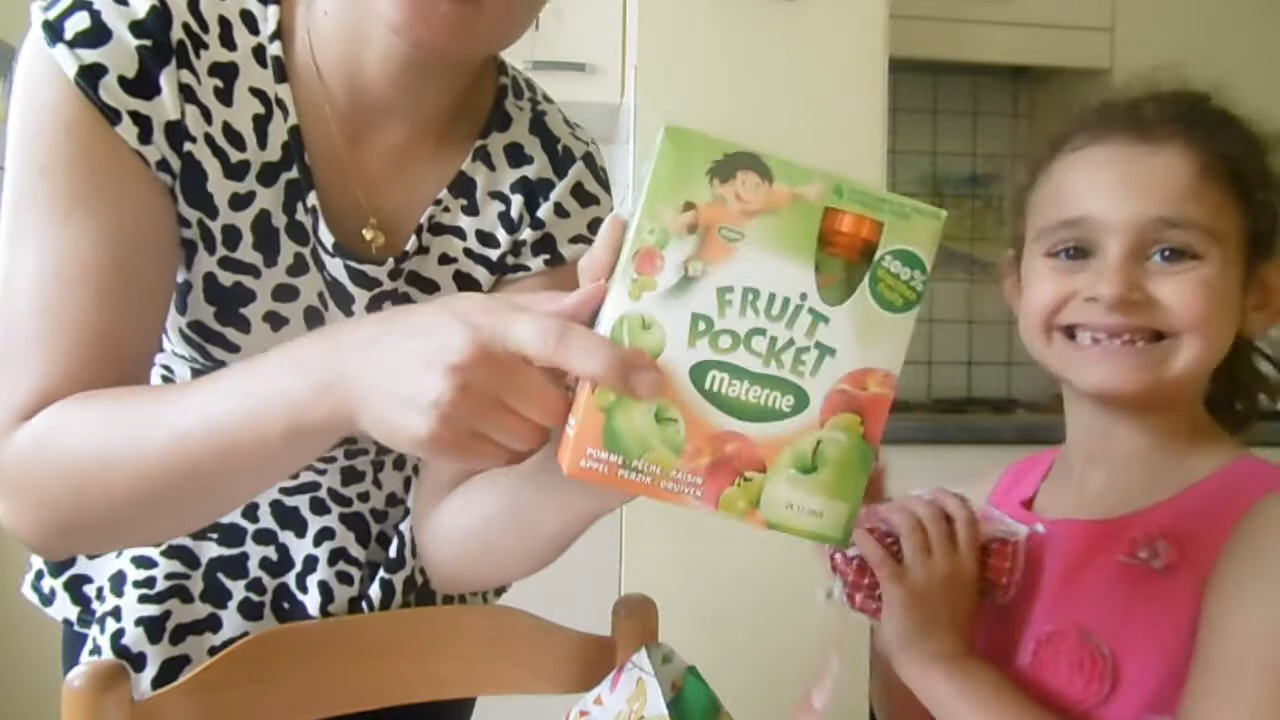 100%
FRUiT
POCKET
Materne
POMME · PÊCHE · RAISIN
APPEL · PERZIK · DRUIVEN